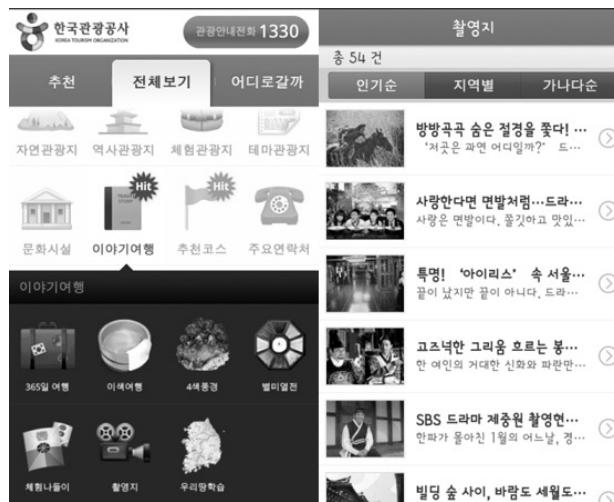 한국관광공사
KOREA TOURISM ORGANIZATION
관광안내전화 1330
추천
전체보기
어디로갈까
자연관광지
역사관광지
체험관광지
테마관광지
Hit
Hit
문화시설
이야기여행
추천코스
주요연락처
이야기여행
365일 여행
이색여행
4색풍경
별미열전
체험나들이
촬영지
우리땅학습
촬영지
총 54 건
인기순
지역별
가나다순
방방곡곡 숨은 절경을 쫓다! …
‘저곳은 과연 어디일까?’ 드…
사랑한다면 면발처럼…드라…
사랑은 면발이다, 쫄깃하고 맛있…
특명! ‘아이리스’ 속 서울…
끝이 났지만 끝이 아니다, 드라…
고즈넉한 그리움 흐르는 봉…
한 여인의 거대한 신화와 파란만…
SBS 드라마 제중원 촬영현…
한파가 몰아친 1월의 어느날, 경…
빌딩 숲 사이, 바람도 세월도…